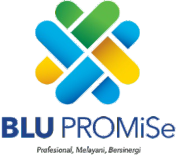 BLU PROMiSe
Profesional, Melayani, Bersinergi